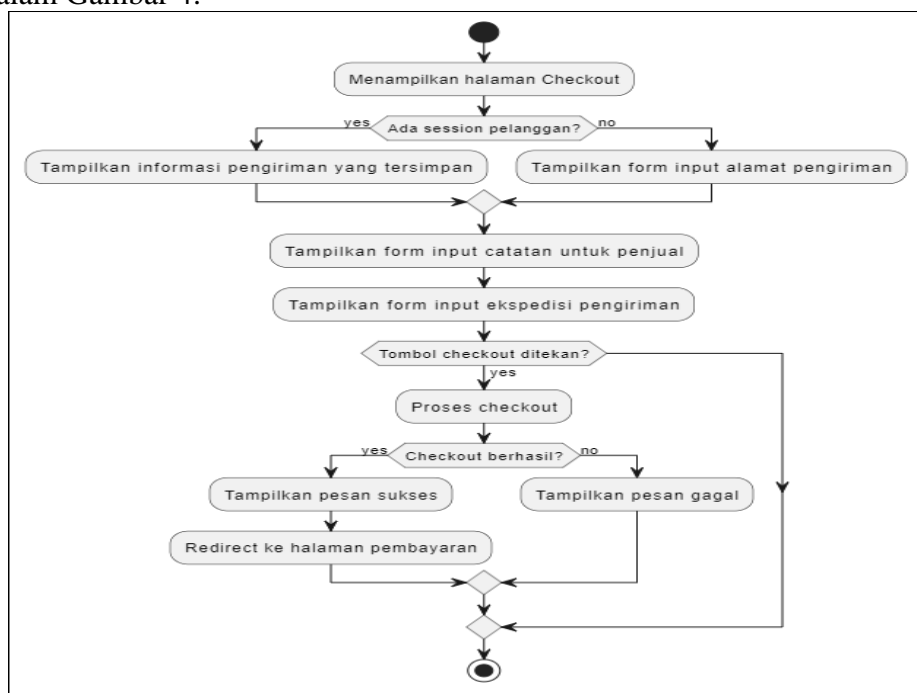 dalam Gambar 4.
Menampilkan halaman Checkout
yes
Ada session pelanggan?
no
Tampilkan informasi pengiriman yang tersimpan
Tampilkan form input alamat pengiriman
Tampilkan form input catatan untuk penjual
Tampilkan form input ekspedisi pengiriman
Tombol checkout ditekan?
yes
Proses checkout
yes
Checkout berhasil?
no
Tampilkan pesan sukses
Tampilkan pesan gagal
Redirect ke halaman pembayaran